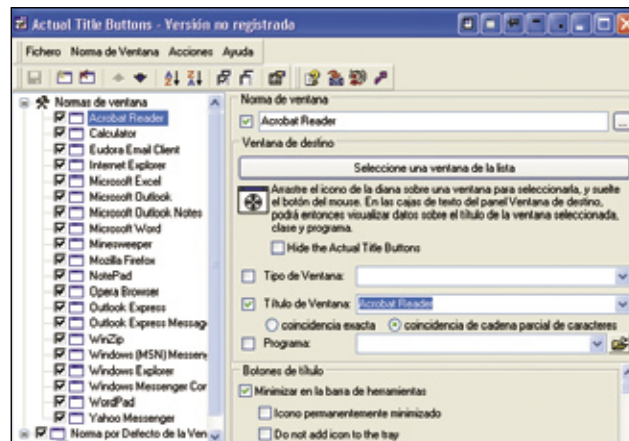 Actual Title Buttons - Versión no registrada
Fichero Norma de Ventana Acciones Ayuda
Normas de ventana
Acrobat Reader
Calculator
Eudora Email Client
Internet Explorer
Microsoft Excel
Microsoft Outlook
Microsoft Outlook Notes
Microsoft Word
Minesweeper
Mozilla Firefox
NotePad
Opera Browser
Outlook Express
Outlook Express Messag
WinZip
Windows (MSN) Messen
Windows Explorer
Windows Messenger Cor
WordPad
Yahoo Messenger
Norma por Defecto de la Ven
Norma de ventana
Acrobat Reader
...
Ventana de destino
Seleccione una ventana de la lista
Arrastre el icono de la diana sobre una ventana para seleccionarla, y suelte
el botón del mouse. En las cajas de texto del panel Ventana de destino,
podrá entonces visualizar datos sobre el título de la ventana seleccionada,
clase y programa.
Hide the Actual Title Buttons
Tipo de Ventana:
Título de Ventana: Acrobat Reader
coincidencia exacta coincidencia de cadena parcial de caracteres
Programa:
Botones de título
Minimizar en la barra de herramientas
Icono permanentemente minimizado
Do not add icon to the tray